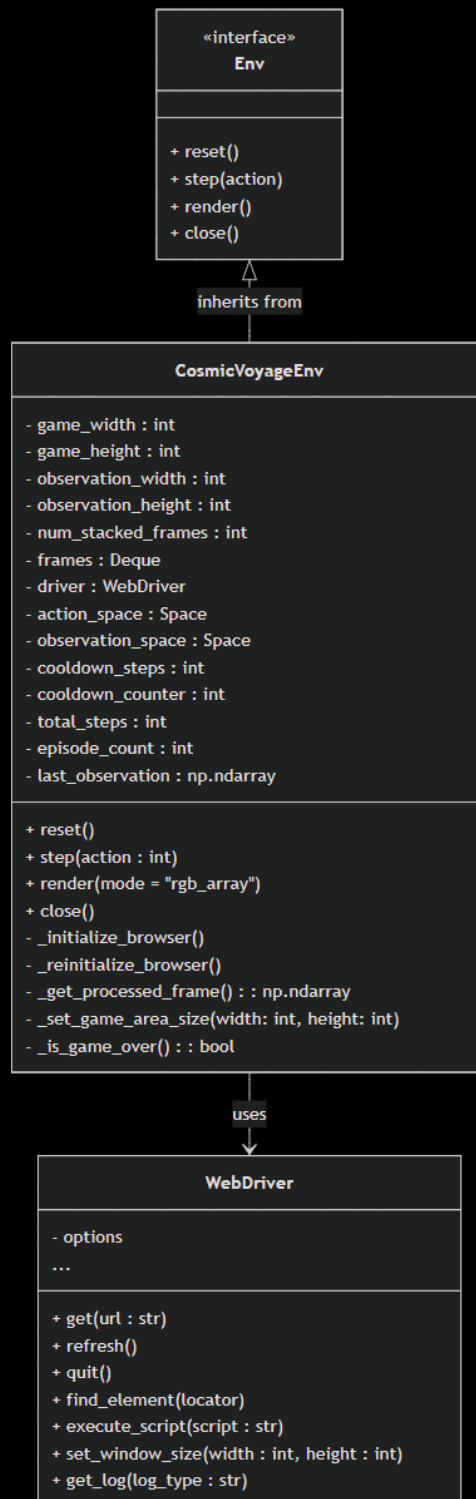 «interface»
Env
+ reset()
+ step(action)
+ render()
+ close()
inherits from
CosmicVoyageEnv
- game_width : int
- game_height : int
- observation_width : int
- observation_height : int
- num_stacked_frames : int
- frames : Deque
- driver : WebDriver
- action_space : Space
- observation_space : Space
- cooldown_steps : int
- cooldown_counter : int
- total_steps : int
- episode_count : int
- last_observation : np.ndarray
+ reset()
+ step(action : int)
+ render(mode = "rgb_array")
+ close()
- _initialize_browser()
- _reinitialize_browser()
- _get_processed_frame() : : np.ndarray
- _set_game_area_size(width: int, height: int)
- _is_game_over() : : bool
uses
WebDriver
- options
...
+ get(url : str)
+ refresh()
+ quit()
+ find_element(locator)
+ execute_script(script : str)
+ set_window_size(width : int, height : int)
+ get_log(log_type : str)